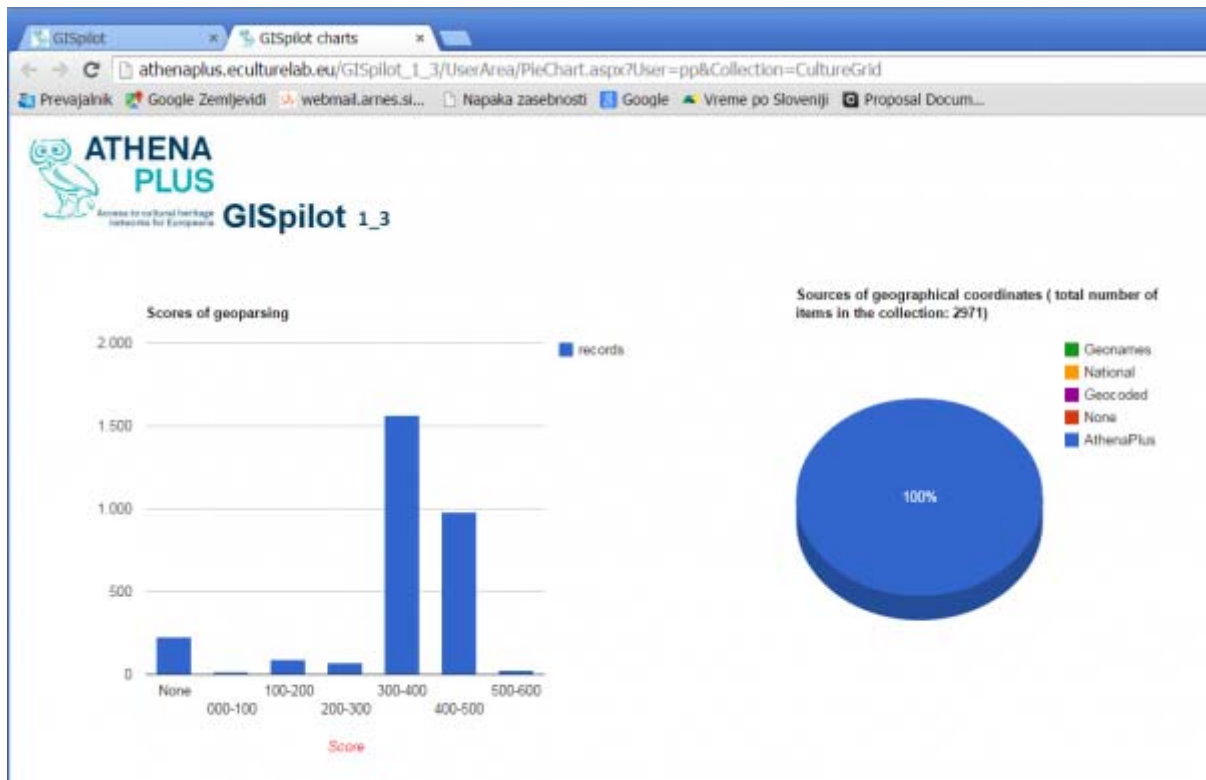 GISpilot
GISpilot charts
athenaplus.eculturelab.eu/GISpilot_1_3/UserArea/PieChart.aspx?User=pp&Collection=CultureGrid
Prevajalnik Google Zemljevidi webmail.arnes.si... Napaka zasebnosti Google Vreme po Sloveniji Proposal Docum...
ATHENA
PLUS
Access to cultural heritage
networks for Europeana
GISpilot 1_3
Scores of geoparsing
2.000
1.500
1.000
500
0
records
None
000-100
100-200
200-300
300-400
400-500
500-600
Score
Sources of geographical coordinates ( total number of
items in the collection: 2971)
Geonames
National
Geocoded
None
AthenaPlus
100%